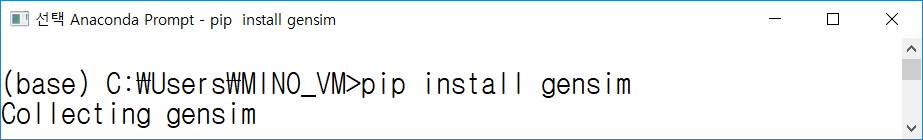 선택 Anaconda Prompt - pip  install gensim
(base) C:₩Users₩MINO_VM>pip install gensim
Collecting gensim